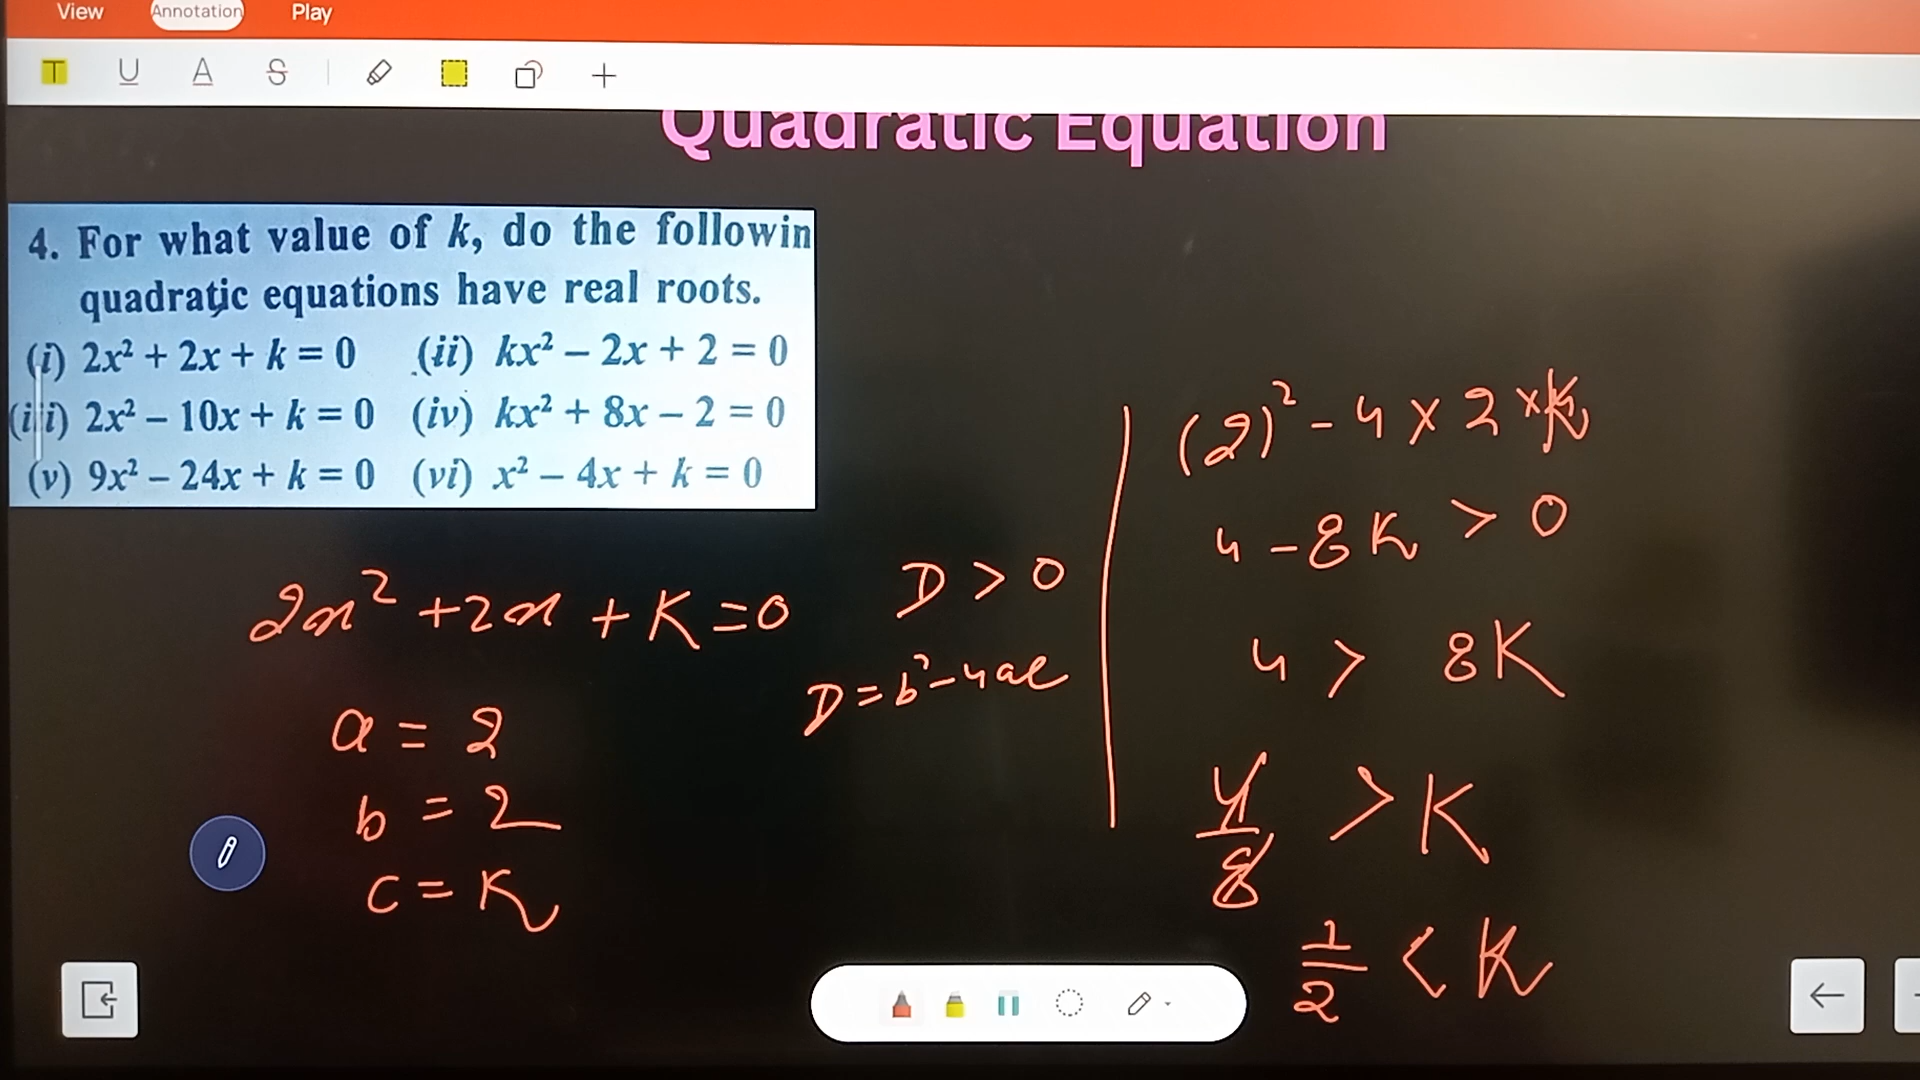 View Annotation Play
T U A S
Quadratic Equation
4. For what value of k, do the followin
quadratic equations have real roots.
(i) 2x² + 2x + k = 0 (ii) kx² – 2x + 2 = 0
(iii) 2x² – 10x + k = 0 (iv) kx² + 8x – 2 = 0
(v) 9x² – 24x + k = 0 (vi) x² – 4x + k = 0
2x² + 2x + K = 0
a = 2
b = 2
c = K
D > 0
D = b² - 4ac
(2)² - 4 × 2 × K
4 - 8K > 0
4 > 8K
4/8 > K
1/2 < K